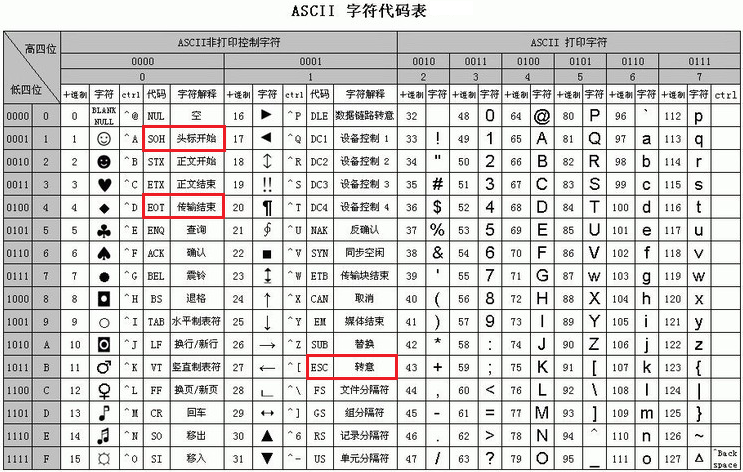 ASCII 字符代码表
高四位 ASCII非打印控制字符 ASCII 打印字符
0000 0001 0010 0011 0100 0101 0110 0111
低四位 0 1 2 3 4 5 6 7
十进制 字符 ctrl 代码 字符解释 十进制 字符 ctrl 代码 字符解释 十进制 字符 十进制 字符 十进制 字符 十进制 字符 十进制 字符 十进制 字符 ctrl
0000 0 0 BLANK NULL ^@ NUL 空 16 ► ^P DLE 数据链路转意 32 48 0 64 @ 80 P 96 ` 112 p
0001 1 1 ☺ ^A SOH 头标开始 17 ◄ ^Q DC1 设备控制 1 33 ! 49 1 65 A 81 Q 97 a 113 q
0010 2 2 ☻ ^B STX 正文开始 18 ↕ ^R DC2 设备控制 2 34 " 50 2 66 B 82 R 98 b 114 r
0011 3 3 ♥ ^C ETX 正文结束 19 ‼ ^S DC3 设备控制 3 35 # 51 3 67 C 83 S 99 c 115 s
0100 4 4 ◆ ^D EOT 传输结束 20 ¶ ^T DC4 设备控制 4 36 $ 52 4 68 D 84 T 100 d 116 t
0101 5 5 ♣ ^E ENQ 查询 21 ∮ ^U NAK 反确认 37 % 53 5 69 E 85 U 101 e 117 u
0110 6 6 ♠ ^F ACK 确认 22 ■ ^V SYN 同步空闲 38 & 54 6 70 F 86 V 102 f 118 v
0111 7 7 ● ^G BEL 震铃 23 ↨ ^W ETB 传输块结束 39 ' 55 7 71 G 87 w 103 g 119 w
1000 8 8 ◘ ^H BS 退格 24 ↑ ^X CAN 取消 40 ( 56 8 72 H 88 X 104 h 120 x
1001 9 9 ○ ^I TAB 水平制表符 25 ↓ ^Y EM 媒体结束 41 ) 57 9 73 I 89 Y 105 i 121 y
1010 A 10 ◙ ^J LF 换行/新行 26 → ^Z SUB 替换 42 * 58 : 74 J 90 Z 106 j 122 z
1011 B 11 ♂ ^K VT 竖直制表符 27 ← ^[ ESC 转意 43 + 59 ; 75 K 91 [ 107 k 123 {
1100 C 12 ♀ ^L FF 换页/新页 28 ∟ ^\ FS 文件分隔符 44 , 60 < 76 L 92 \ 108 l 124 |
1101 D 13 ♪ ^M CR 回车 29 ↔ ^] GS 组分隔符 45 - 61 = 77 M 93 ] 109 m 125 }
1110 E 14 ♫ ^N SO 移出 30 ▲ ^6 RS 记录分隔符 46 . 62 > 78 N 94 ^ 110 n 126 ~
1111 F 15 ☼ ^O SI 移入 31 ▼ ^- US 单元分隔符 47 / 63 ? 79 O 95 _ 111 o 127 Δ ^Back space